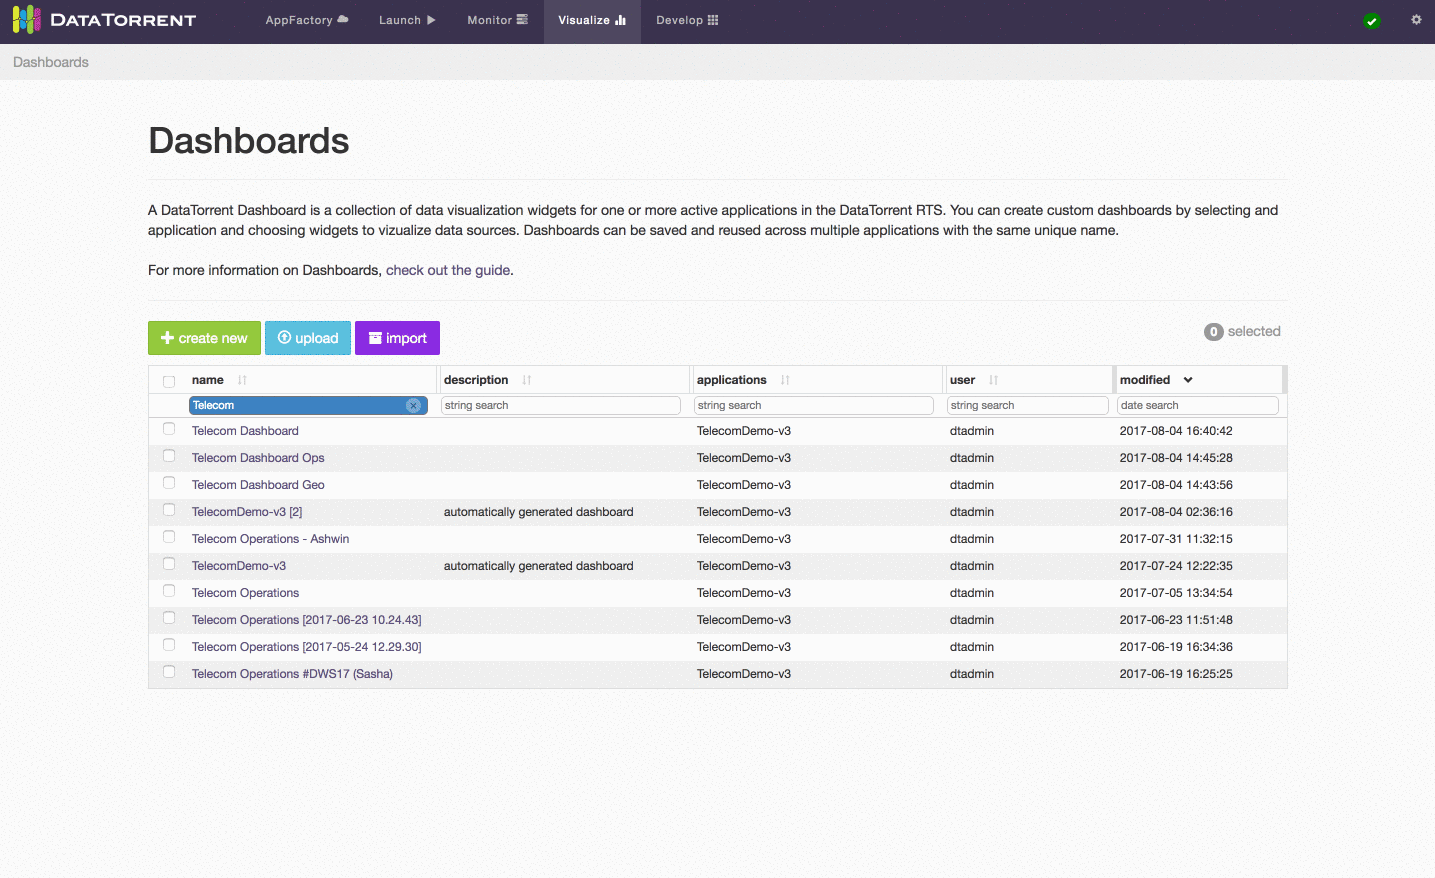 DATATORRENT AppFactory Launch Monitor Visualize Develop
Dashboards
Dashboards
A DataTorrent Dashboard is a collection of data visualization widgets for one or more active applications in the DataTorrent RTS. You can create custom dashboards by selecting and
application and choosing widgets to vizualize data sources. Dashboards can be saved and reused across multiple applications with the same unique name.
For more information on Dashboards, check out the guide.
create new upload import 0 selected
name description applications user modified
Telecom string search string search string search date search
Telecom Dashboard TelecomDemo-v3 dtadmin 2017-08-04 16:40:42
Telecom Dashboard Ops TelecomDemo-v3 dtadmin 2017-08-04 14:45:28
Telecom Dashboard Geo TelecomDemo-v3 dtadmin 2017-08-04 14:43:56
TelecomDemo-v3 [2] automatically generated dashboard TelecomDemo-v3 dtadmin 2017-08-04 02:36:16
Telecom Operations - Ashwin TelecomDemo-v3 dtadmin 2017-07-31 11:32:15
TelecomDemo-v3 automatically generated dashboard TelecomDemo-v3 dtadmin 2017-07-24 12:22:35
Telecom Operations TelecomDemo-v3 dtadmin 2017-07-05 13:34:54
Telecom Operations [2017-06-23 10.24.43] TelecomDemo-v3 dtadmin 2017-06-23 11:51:48
Telecom Operations [2017-05-24 12.29.30] TelecomDemo-v3 dtadmin 2017-06-19 16:34:36
Telecom Operations #DWS17 (Sasha) TelecomDemo-v3 dtadmin 2017-06-19 16:25:25